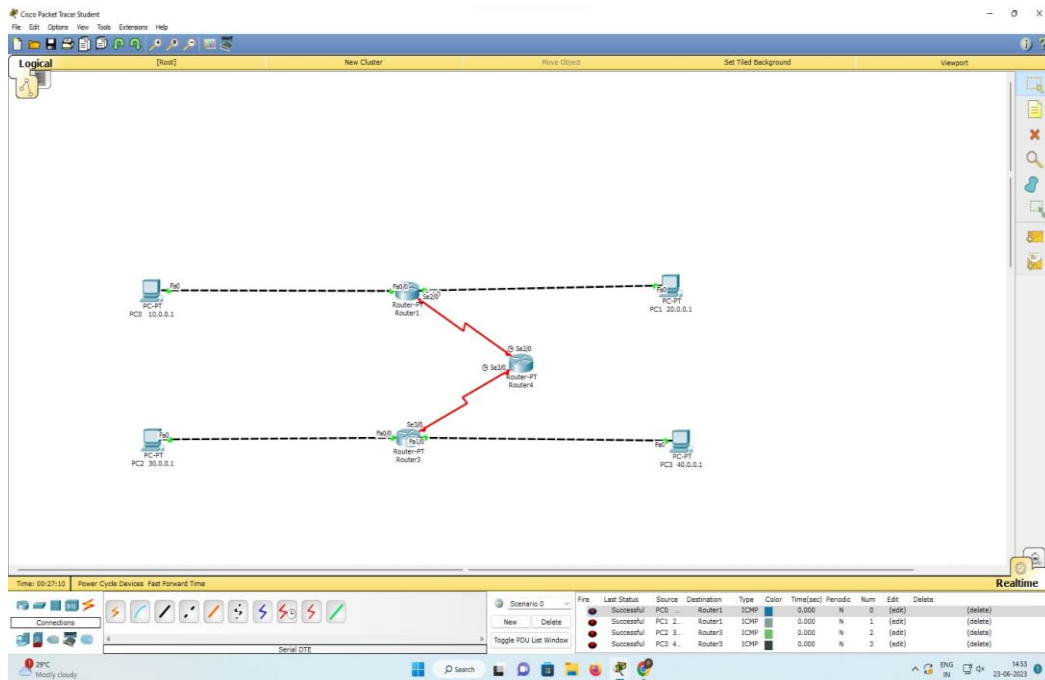 Cisco Packet Tracer Student
File Edit Options View Tools Extensions Help
Logical [Root] New Cluster Move Object Set Tiled Background Viewport
Fa0 Fa0/0 Se2/0 Fa0
PC-PT
PC0 10.0.0.1
Router-PT
Router1
PC-PT
PC1 20.0.0.1
Se2/0
Se3/0
Router-PT
Router4
Se3/0
Fa0 Fa0/0 Fa1/0 Fa0
PC-PT
PC2 30.0.0.1
Router-PT
Router3
PC-PT
PC3 40.0.0.1
Time: 00:27:10 Power Cycle Devices Fast Forward Time Realtime
Connections
Serial DTE
Scenario 0
New Delete
Toggle PDU List Window
Fire Last Status Source Destination Type Color Time(sec) Periodic Num Edit Delete
Successful PC0 ... Router1 ICMP 0.000 N 0 (edit) (delete)
Successful PC1 2... Router1 ICMP 0.000 N 1 (edit) (delete)
Successful PC2 3... Router3 ICMP 0.000 N 2 (edit) (delete)
Successful PC3 4... Router3 ICMP 0.000 N 3 (edit) (delete)
29°C
Mostly cloudy
Search
ENG
IN
14:53
23-06-2023